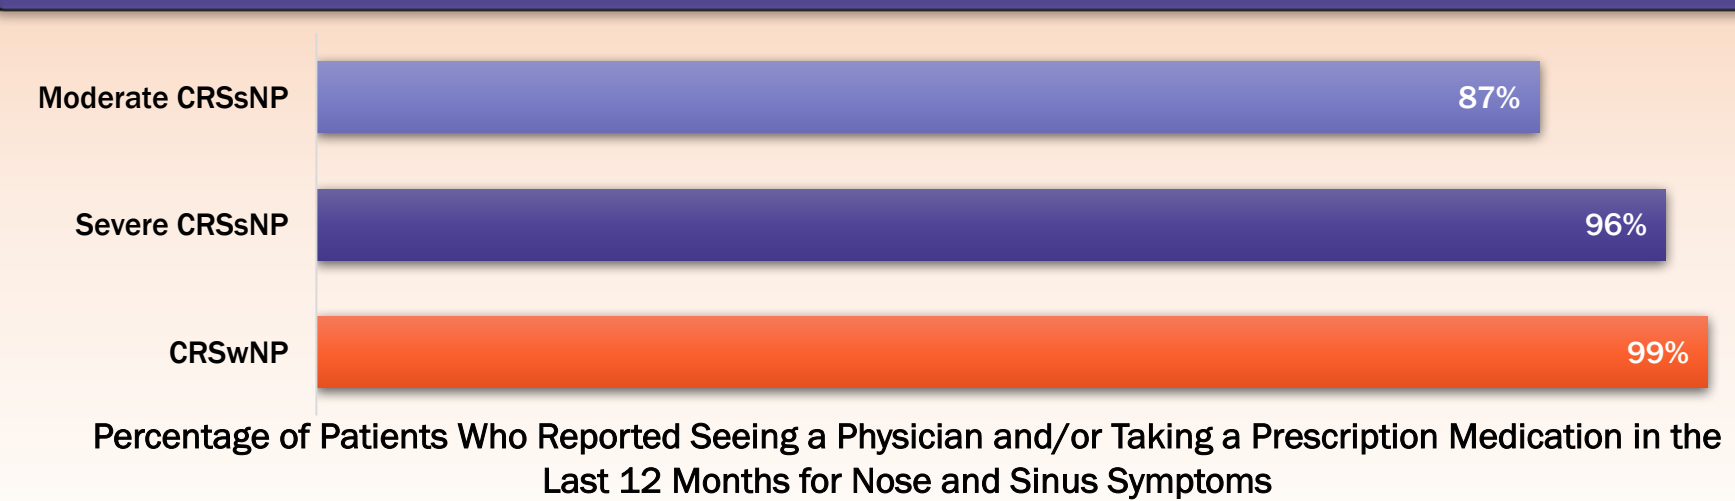 Moderate CRSsNP
87%
Severe CRSsNP
96%
CRSwNP
99%
Percentage of Patients Who Reported Seeing a Physician and/or Taking a Prescription Medication in the
Last 12 Months for Nose and Sinus Symptoms